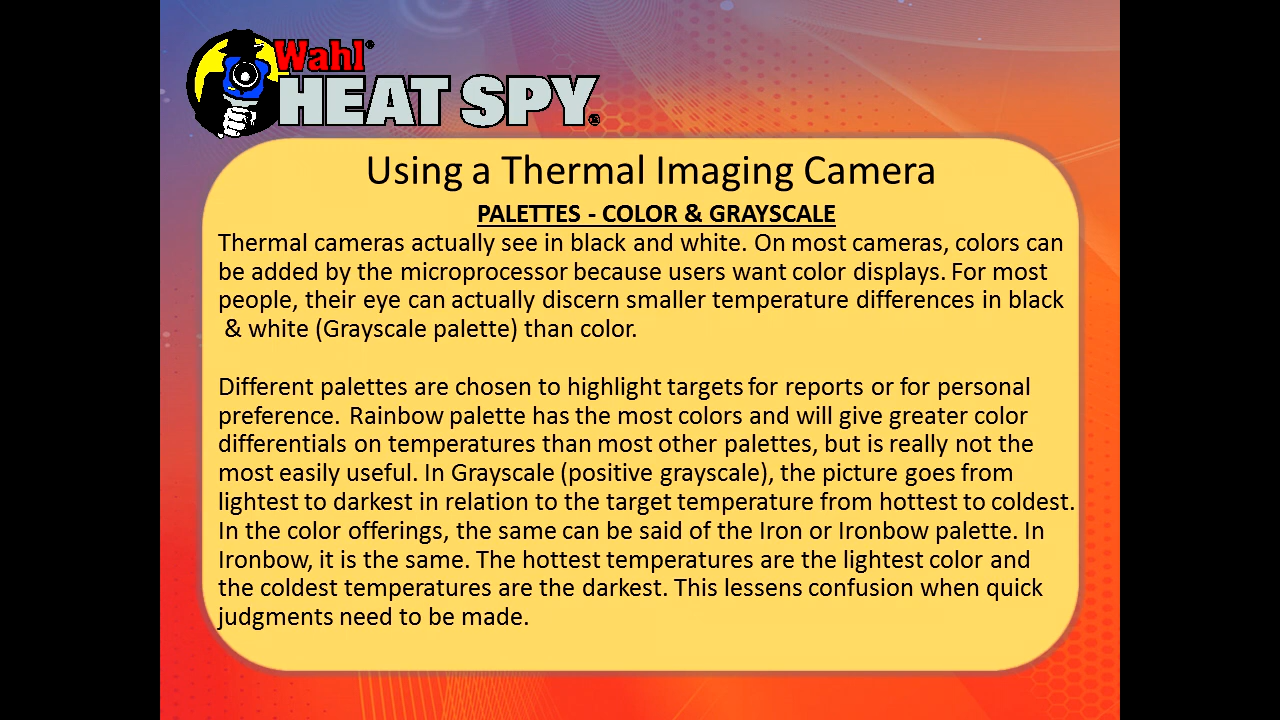 Wahl®
HEAT SPY®
Using a Thermal Imaging Camera
PALETTES - COLOR & GRAYSCALE
Thermal cameras actually see in black and white. On most cameras, colors can
be added by the microprocessor because users want color displays. For most
people, their eye can actually discern smaller temperature differences in black
& white (Grayscale palette) than color.
Different palettes are chosen to highlight targets for reports or for personal
preference. Rainbow palette has the most colors and will give greater color
differentials on temperatures than most other palettes, but is really not the
most easily useful. In Grayscale (positive grayscale), the picture goes from
lightest to darkest in relation to the target temperature from hottest to coldest.
In the color offerings, the same can be said of the Iron or Ironbow palette. In
Ironbow, it is the same. The hottest temperatures are the lightest color and
the coldest temperatures are the darkest. This lessens confusion when quick
judgments need to be made.